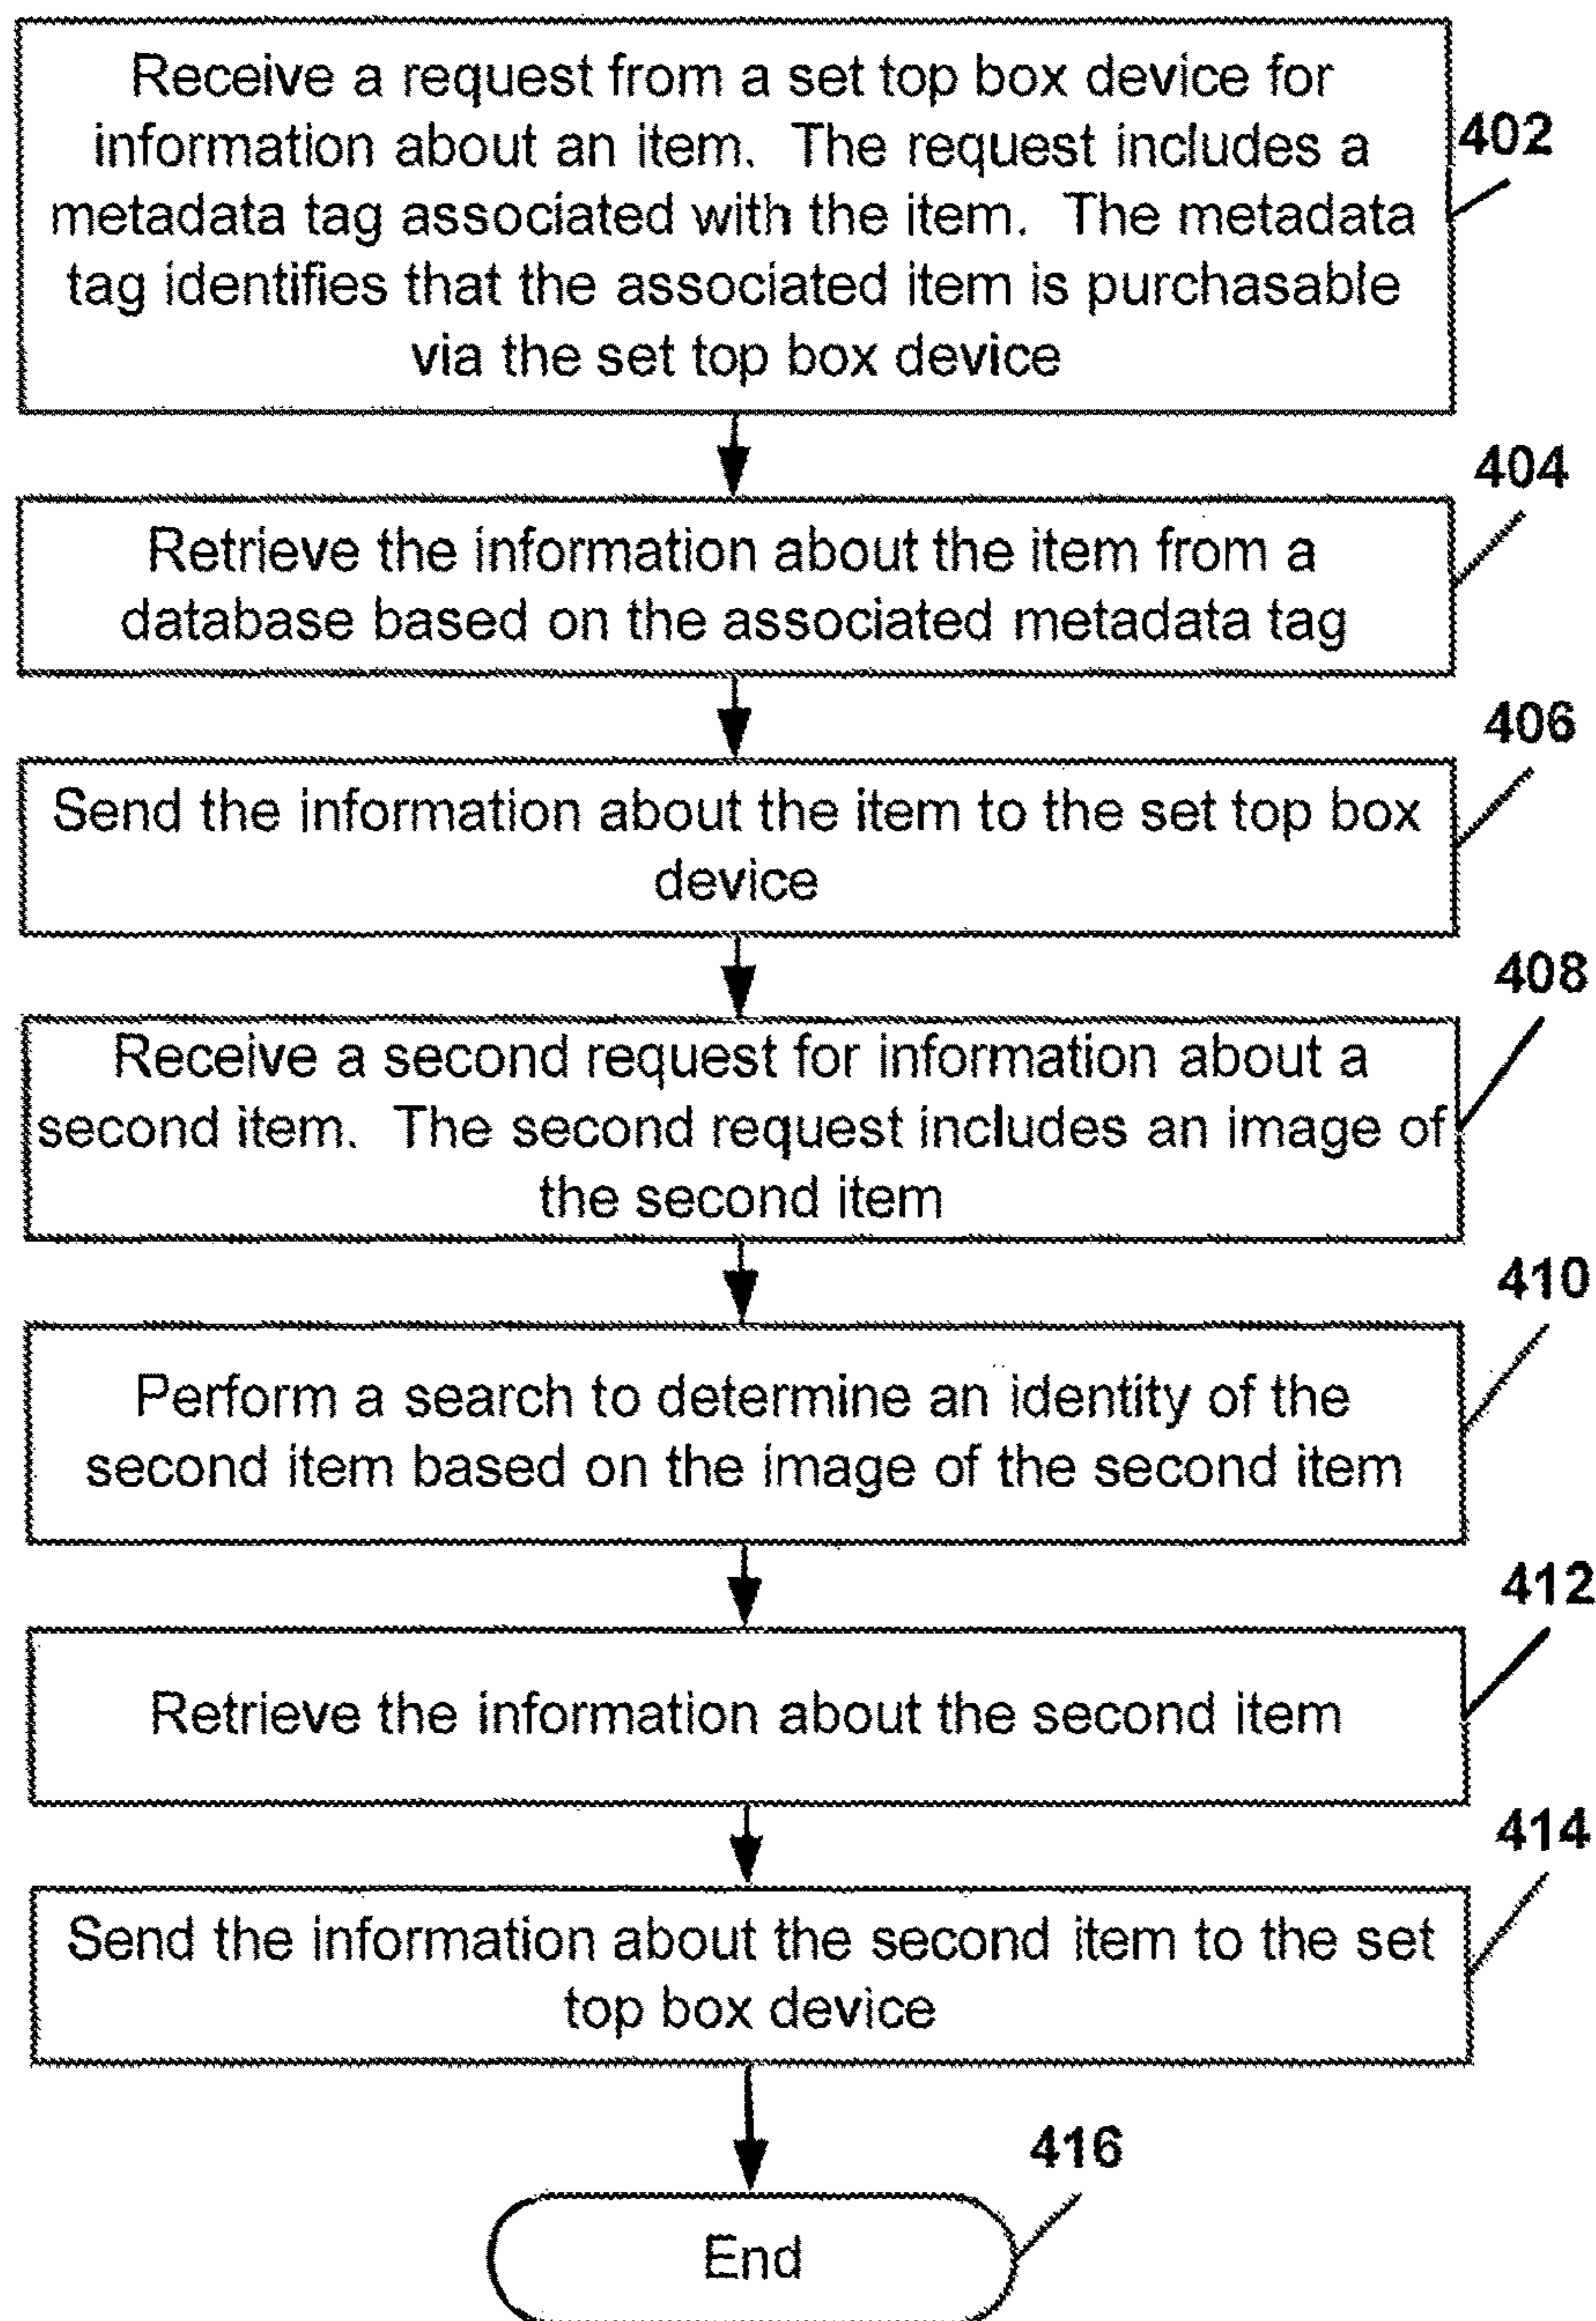 Receive a request from a set top box device for
information about an item. The request includes a
metadata tag associated with the item. The metadata
tag identifies that the associated item is purchasable
via the set top box device
402
404
Retrieve the information about the item from a
database based on the associated metadata tag
406
Send the information about the item to the set top box
device
408
Receive a second request for information about a
second item. The second request includes an image of
the second item
410
Perform a search to determine an identity of the
second item based on the image of the second item
412
Retrieve the information about the second item
414
Send the information about the second item to the set
top box device
416
End